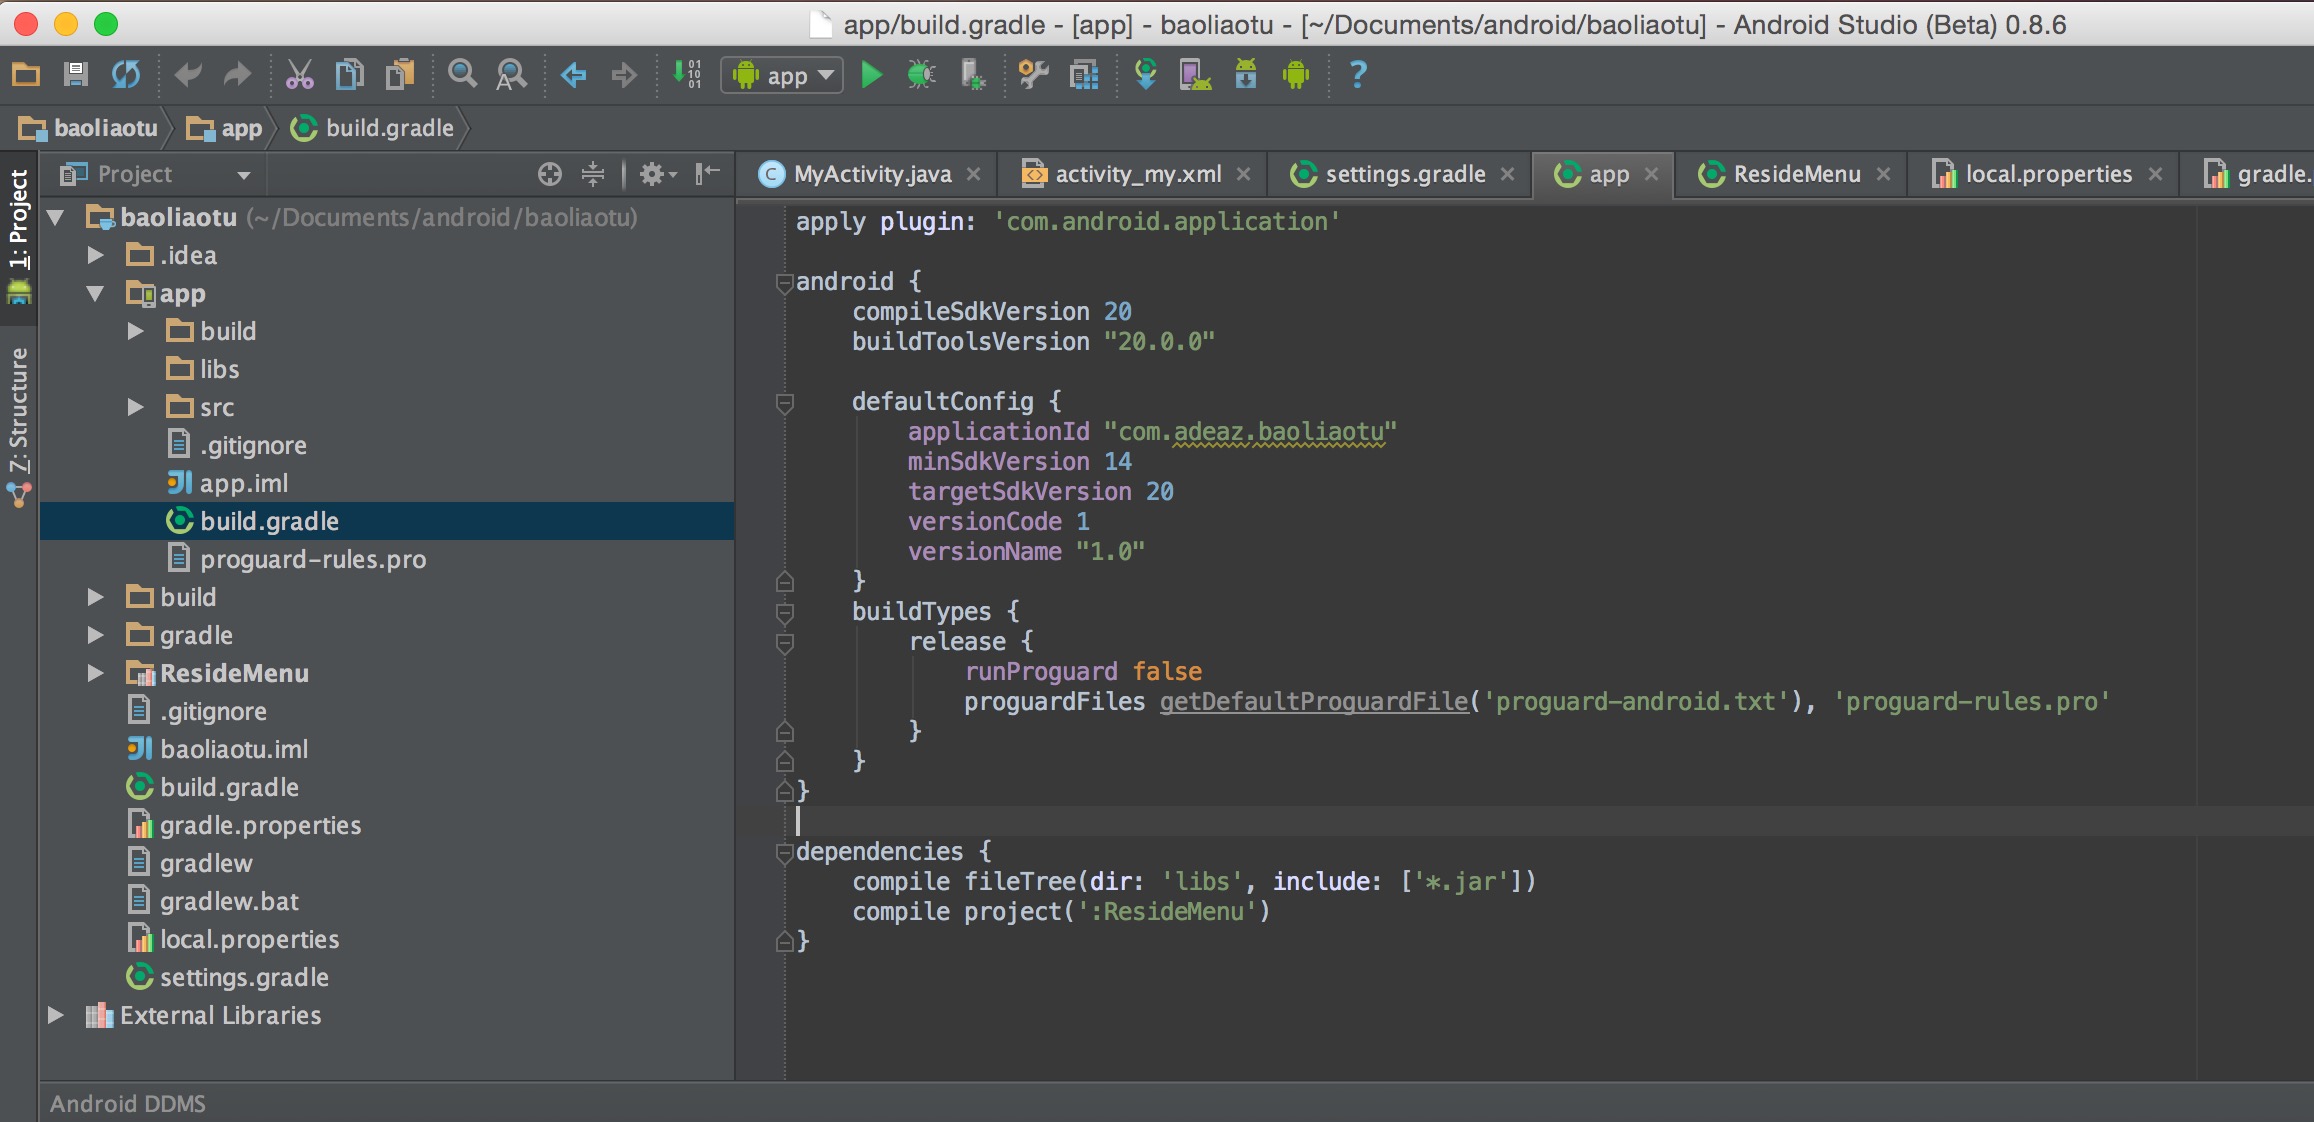 app/build.gradle - [app] - baoliaotu - [~/Documents/android/baoliaotu] - Android Studio (Beta) 0.8.6
app
baoliaotu
app
build.gradle
1: Project
7: Structure
Project
baoliaotu (~/Documents/android/baoliaotu)
.idea
app
build
libs
src
.gitignore
app.iml
build.gradle
proguard-rules.pro
build
gradle
ResideMenu
.gitignore
baoliaotu.iml
build.gradle
gradle.properties
gradlew
gradlew.bat
local.properties
settings.gradle
External Libraries
MyActivity.java
activity_my.xml
settings.gradle
app
ResideMenu
local.properties
gradle.
apply plugin: 'com.android.application'
android {
compileSdkVersion 20
buildToolsVersion "20.0.0"
defaultConfig {
applicationId "com.adeaz.baoliaotu"
minSdkVersion 14
targetSdkVersion 20
versionCode 1
versionName "1.0"
}
buildTypes {
release {
runProguard false
proguardFiles getDefaultProguardFile('proguard-android.txt'), 'proguard-rules.pro'
}
}
}
dependencies {
compile fileTree(dir: 'libs', include: ['*.jar'])
compile project(':ResideMenu')
}
Android DDMS